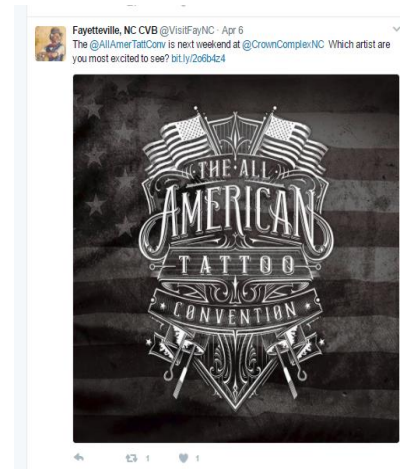 Fayetteville, NC CVB @VisitFayNC · Apr 6
The @AllAmerTattConv is next weekend at @CrownComplexNC Which artist are
you most excited to see? bit.ly/2o6b4z4
THE·ALL
AMERICAN
TATTOO
CONVENTION
1 1